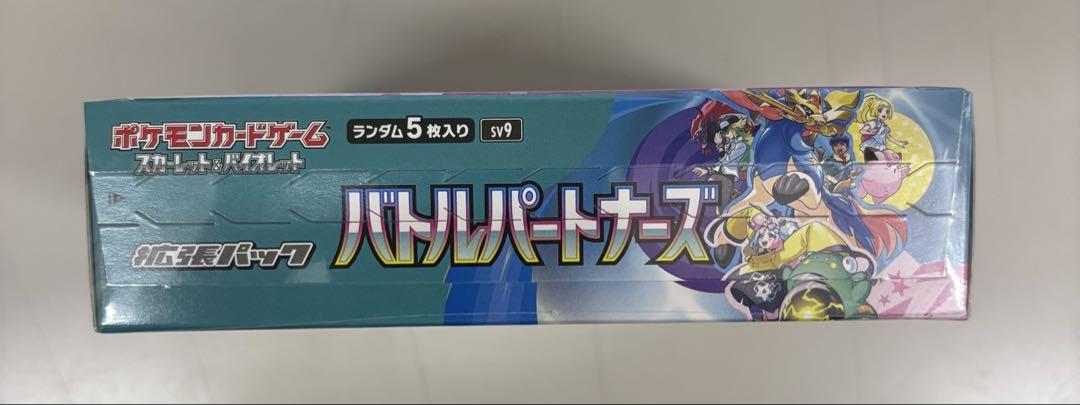 ポケモンカードゲーム
スカーレット&バイオレット
ランダム5枚入り
SV9
拡張パック
バトルパートナーズ